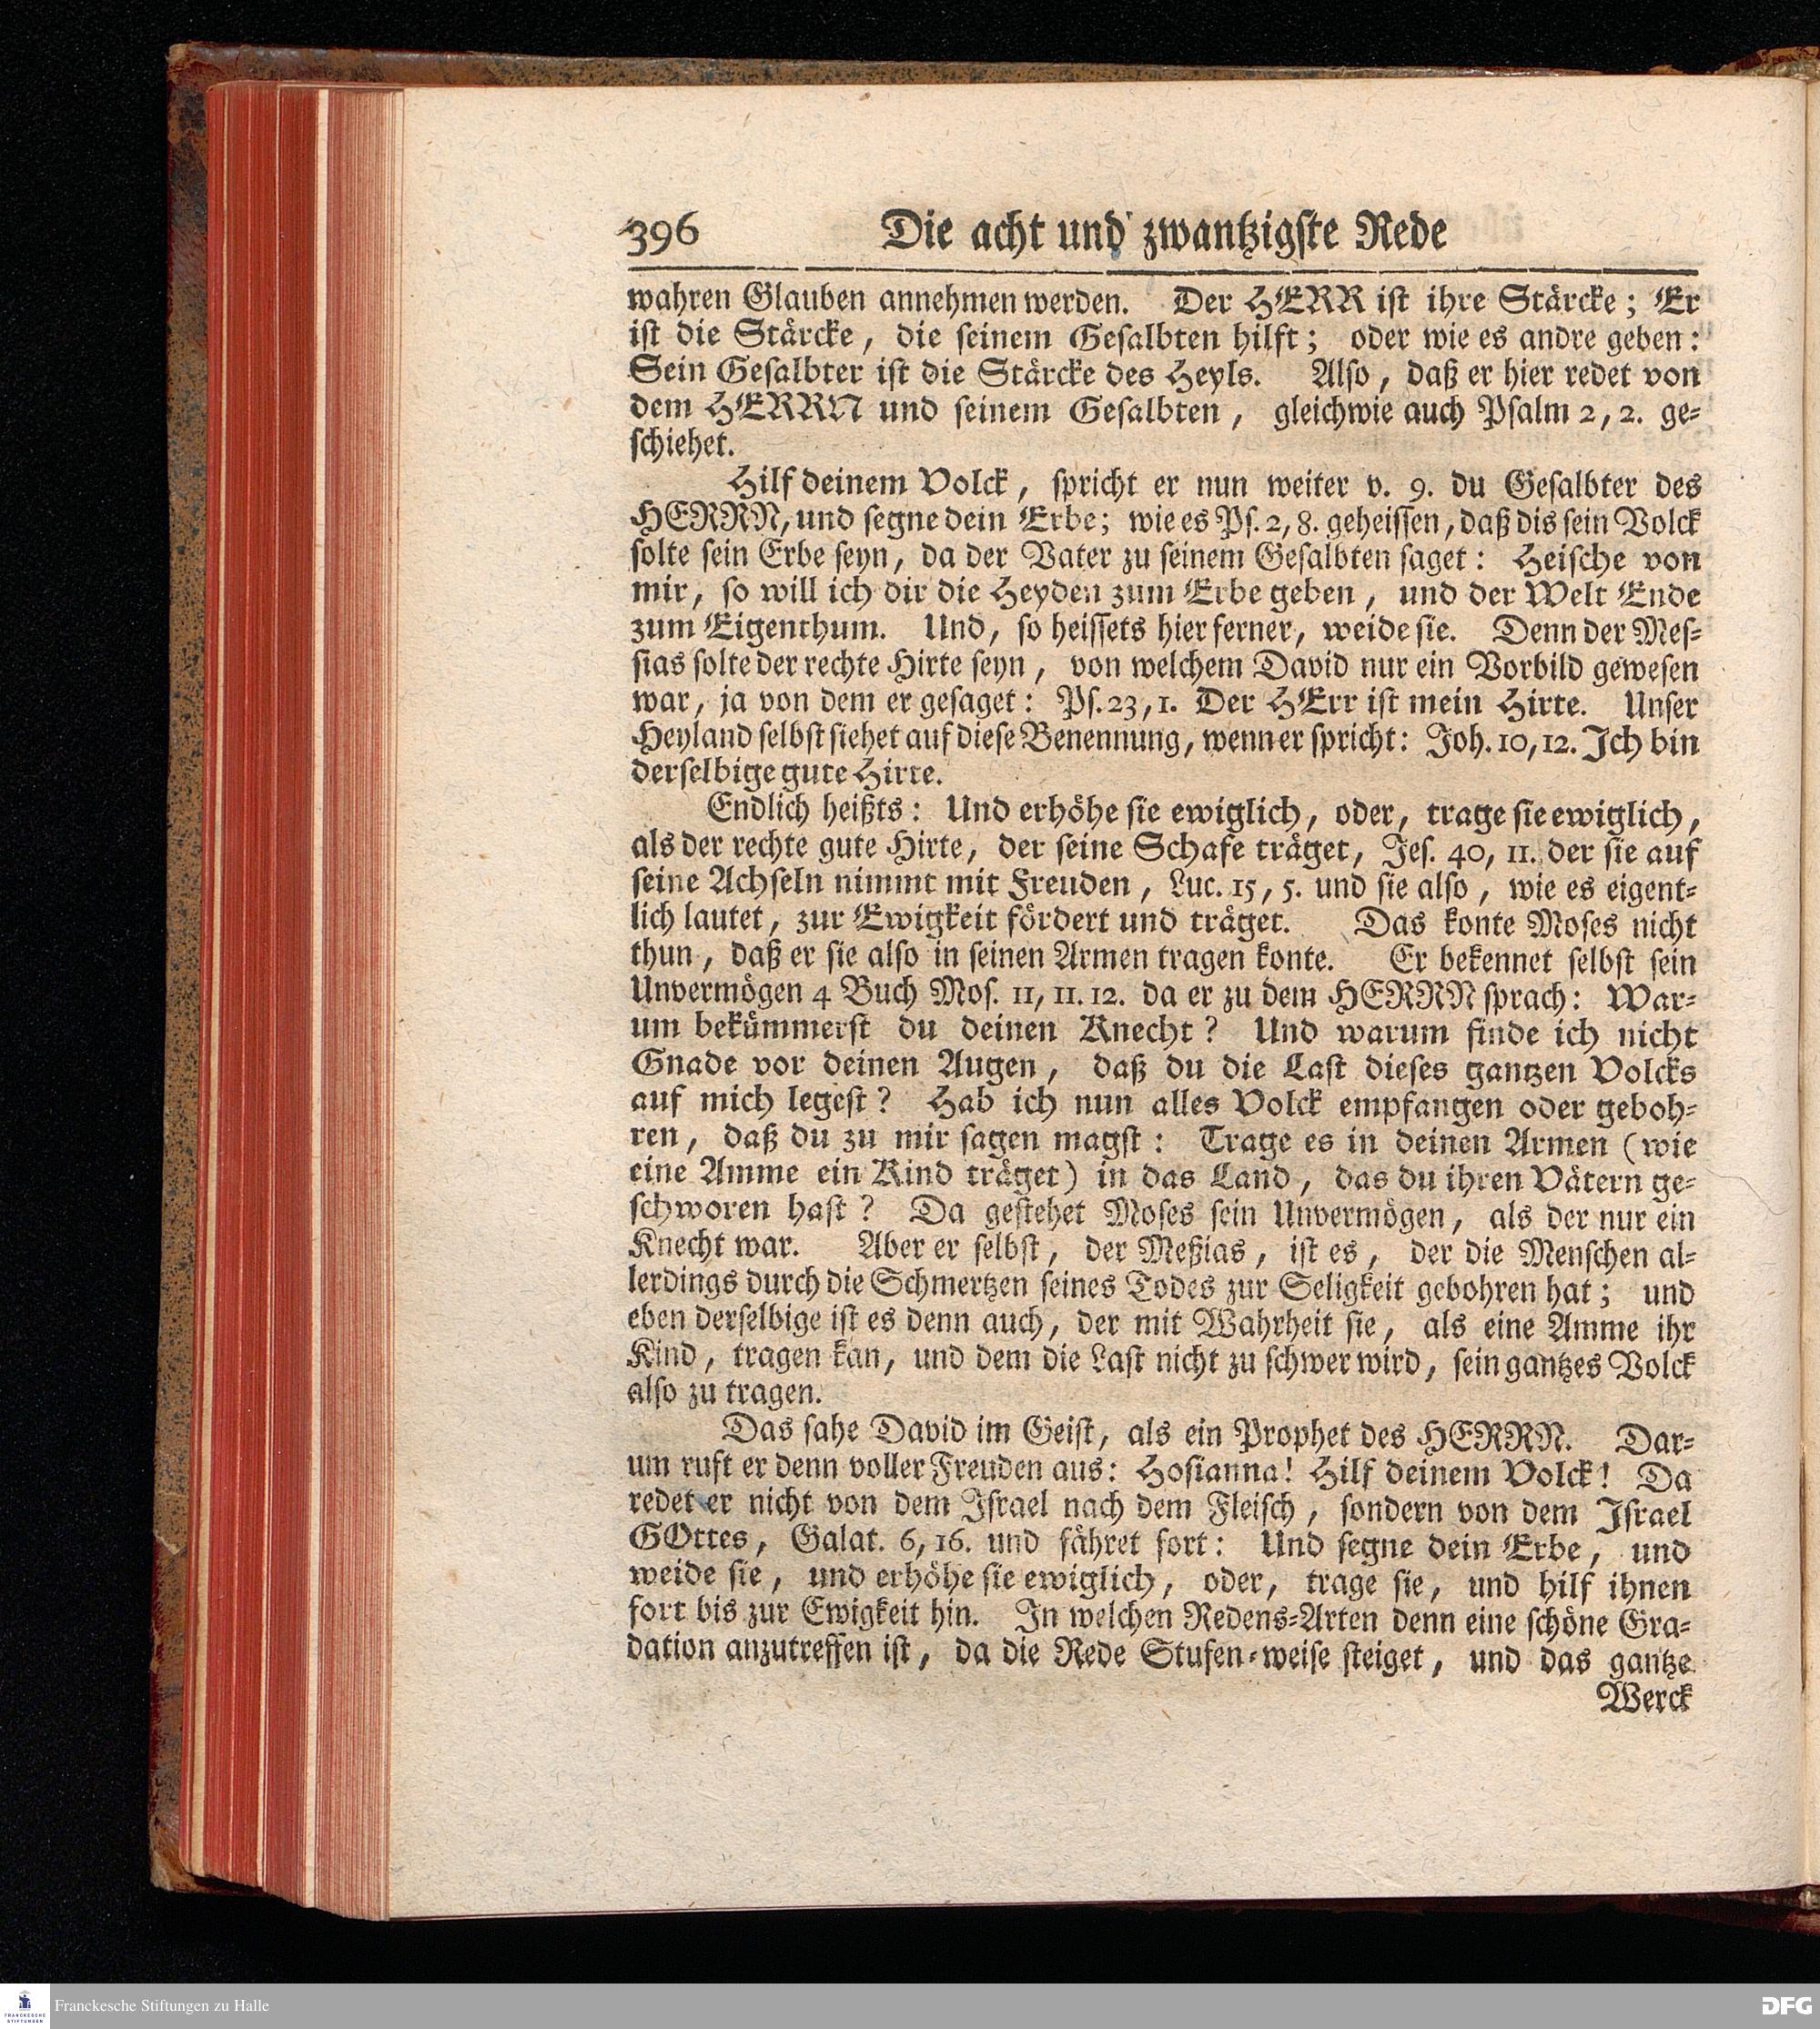 396 Die acht und zwantzigste Rede
wahren Glauben annehmen werden. Der HERR ist ihre Stärcke; Er
ist die Stärcke, die seinem Gesalbten hilft; oder wie es andre geben:
Sein Gesalbter ist die Stärcke des Heyls. Also, daß er hier redet von
dem HERRN und seinem Gesalbten, gleichwie auch Psalm 2, 2. ge-
schiehet.
Hilf deinem Volck, spricht er nun weiter v. 9. du Gesalbter des
HERRN, und segne dein Erbe; wie es Ps. 2, 8. geheissen, daß dis sein Volck
solte sein Erbe seyn, da der Vater zu seinem Gesalbten saget: Heische von
mir, so will ich dir die Heyden zum Erbe geben, und der Welt Ende
zum Eigenthum. Und, so heissets hier ferner, weide sie. Denn der Mes-
sias solte der rechte Hirte seyn, von welchem David nur ein Vorbild gewesen
war, ja von dem er gesaget: Ps. 23, 1. Der HErr ist mein Hirte. Unser
Heyland selbst siehet auf diese Benennung, wenn er spricht: Joh. 10, 12. Ich bin
derselbige gute Hirte.
Endlich heißts: Und erhöhe sie ewiglich, oder, trage sie ewiglich,
als der rechte gute Hirte, der seine Schafe träget, Jes. 40, 11. der sie auf
seine Achseln nimmt mit Freuden, Luc. 15, 5. und sie also, wie es eigent-
lich lautet, zur Ewigkeit fördert und träget. Das konte Moses nicht
thun, daß er sie also in seinen Armen tragen konte. Er bekennet selbst sein
Unvermögen 4 Buch Mos. 11, 11. 12. da er zu dem HERRN sprach: War-
um bekümmerst du deinen Knecht? Und warum finde ich nicht
Gnade vor deinen Augen, daß du die Last dieses gantzen Volcks
auf mich legest? Hab ich nun alles Volck empfangen oder geboh-
ren, daß du zu mir sagen magst: Trage es in deinen Armen (wie
eine Amme ein Kind träget) in das Land, das du ihren Vätern ge-
schworen hast? Da gestehet Moses sein Unvermögen, als der nur ein
Knecht war. Aber er selbst, der Meßias, ist es, der die Menschen al-
lerdings durch die Schmertzen seines Todes zur Seligkeit gebohren hat; und
eben derselbige ist es denn auch, der mit Wahrheit sie, als eine Amme ihr
Kind, tragen kan, und dem die Last nicht zu schwer wird, sein gantzes Volck
also zu tragen.
Das sahe David im Geist, als ein Prophet des HERRN. Dar-
um ruft er denn voller Freuden aus: Hosianna! Hilf deinem Volck! Da
redet er nicht von dem Israel nach dem Fleisch, sondern von dem Israel
GOttes, Galat. 6, 16. und fähret fort: Und segne dein Erbe, und
weide sie, und erhöhe sie ewiglich, oder, trage sie, und hilf ihnen
fort bis zur Ewigkeit hin. In welchen Redens-Arten denn eine schöne Gra-
dation anzutreffen ist, da die Rede Stufen-weise steiget, und das gantze
Werck
FRANCKESCHE
STIFTUNGEN
Franckesche Stiftungen zu Halle
DFG